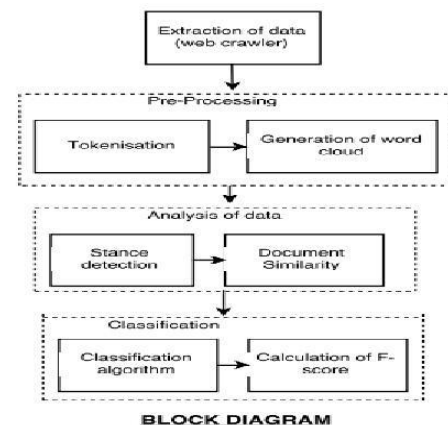 Extraction of data
(web crawler)
Pre-Processing
Tokenisation
Generation of word
cloud
Analysis of data
Stance
detection
Document
Similarity
Classification
Classification
algorithm
Calculation of F-
score
BLOCK DIAGRAM